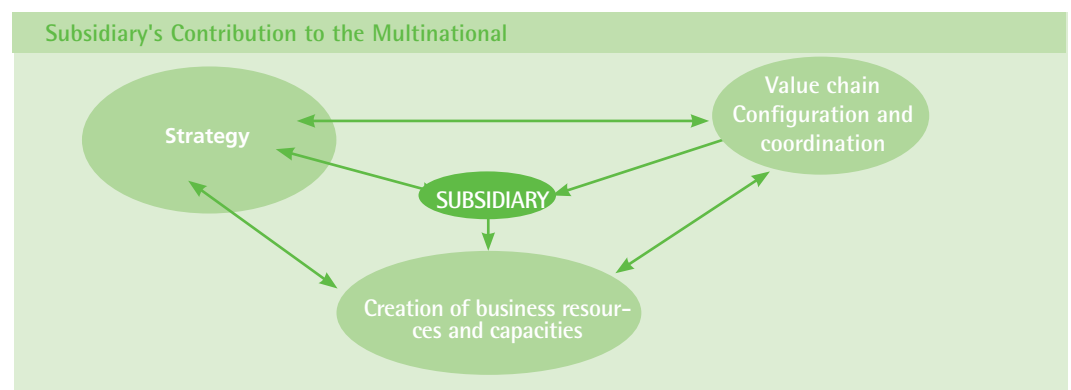 Subsidiary's Contribution to the Multinational
Strategy
Value chain
Configuration and
coordination
SUBSIDIARY
Creation of business resour-
ces and capacities